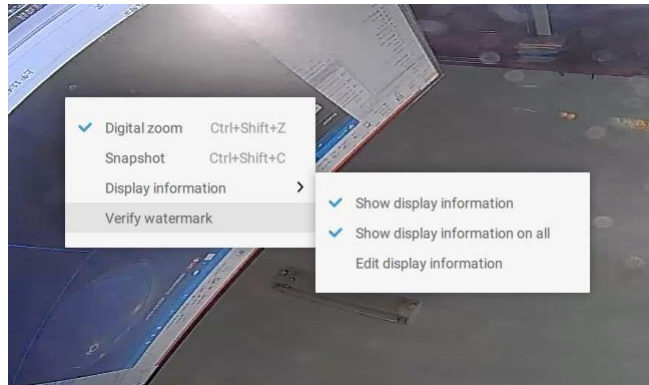 Digital zoom Ctrl+Shift+Z
Snapshot Ctrl+Shift+C
Display information
Verify watermark
Show display information
Show display information on all
Edit display information